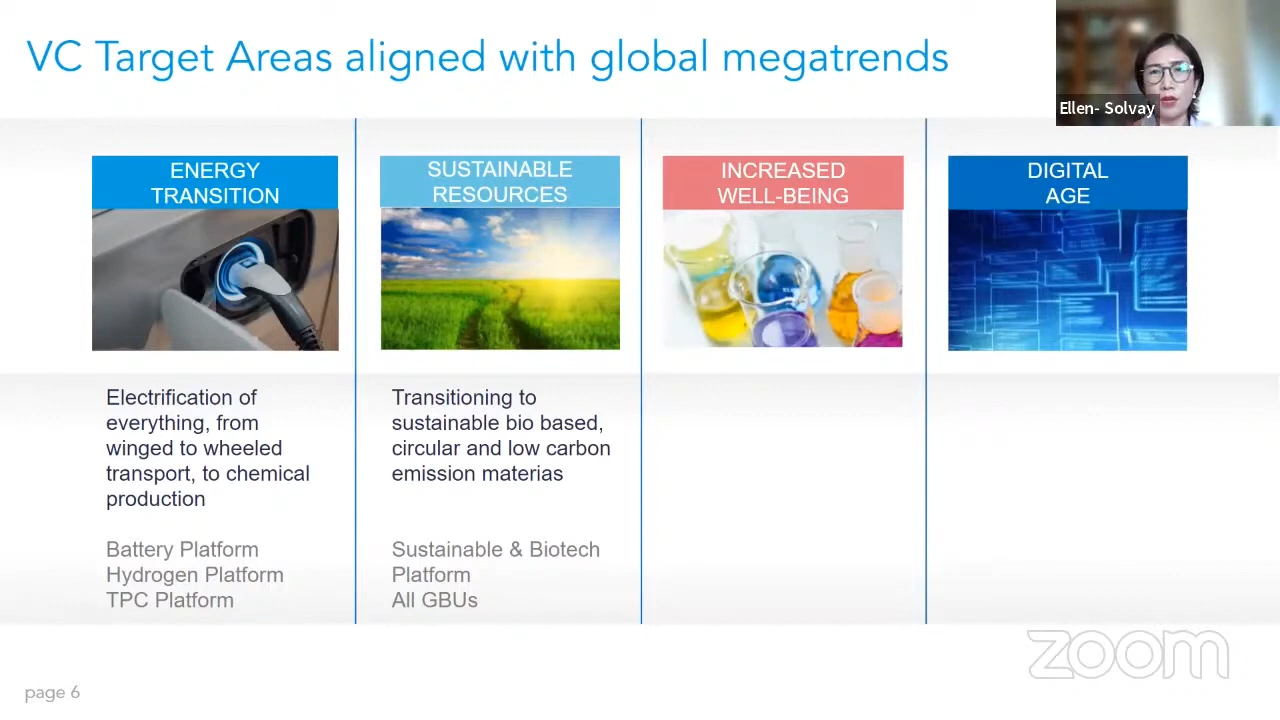 VC Target Areas aligned with global megatrends
Ellen- Solvay
ENERGY
TRANSITION
Electrification of
everything, from
winged to wheeled
transport, to chemical
production
Battery Platform
Hydrogen Platform
TPC Platform
SUSTAINABLE
RESOURCES
Transitioning to
sustainable bio based,
circular and low carbon
emission materias
Sustainable & Biotech
Platform
All GBUs
INCREASED
WELL-BEING
DIGITAL
AGE
zoom
page 6